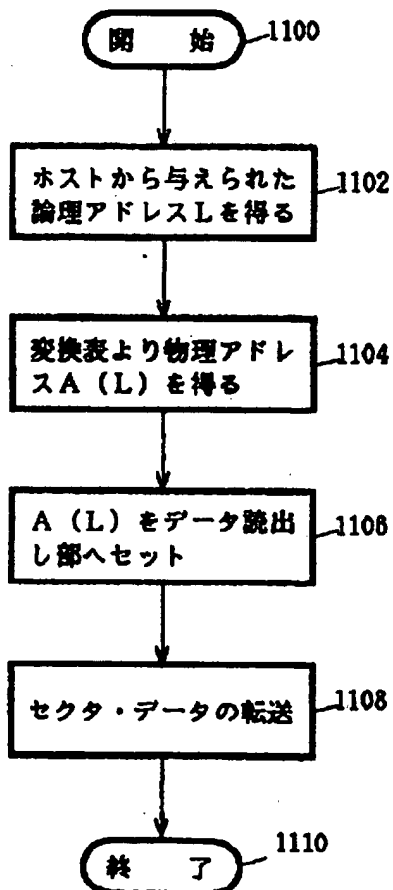 開　始
1100
ホストから与えられた
論理アドレスLを得る
1102
変換表より物理アドレ
スA（L）を得る
1104
A（L）をデータ読出
し部へセット
1106
セクタ・データの転送
1108
終　了
1110